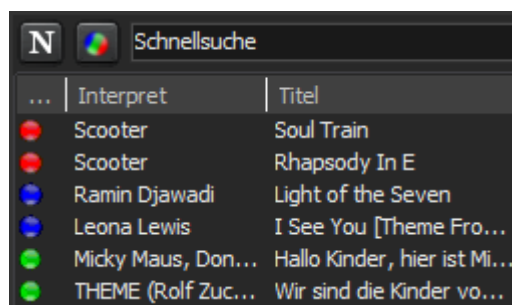 N Schnellsuche
... Interpret Titel
Scooter Soul Train
Scooter Rhapsody In E
Ramin Djawadi Light of the Seven
Leona Lewis I See You [Theme Fro...
Micky Maus, Don... Hallo Kinder, hier ist Mi...
THEME (Rolf Zuc... Wir sind die Kinder vo...